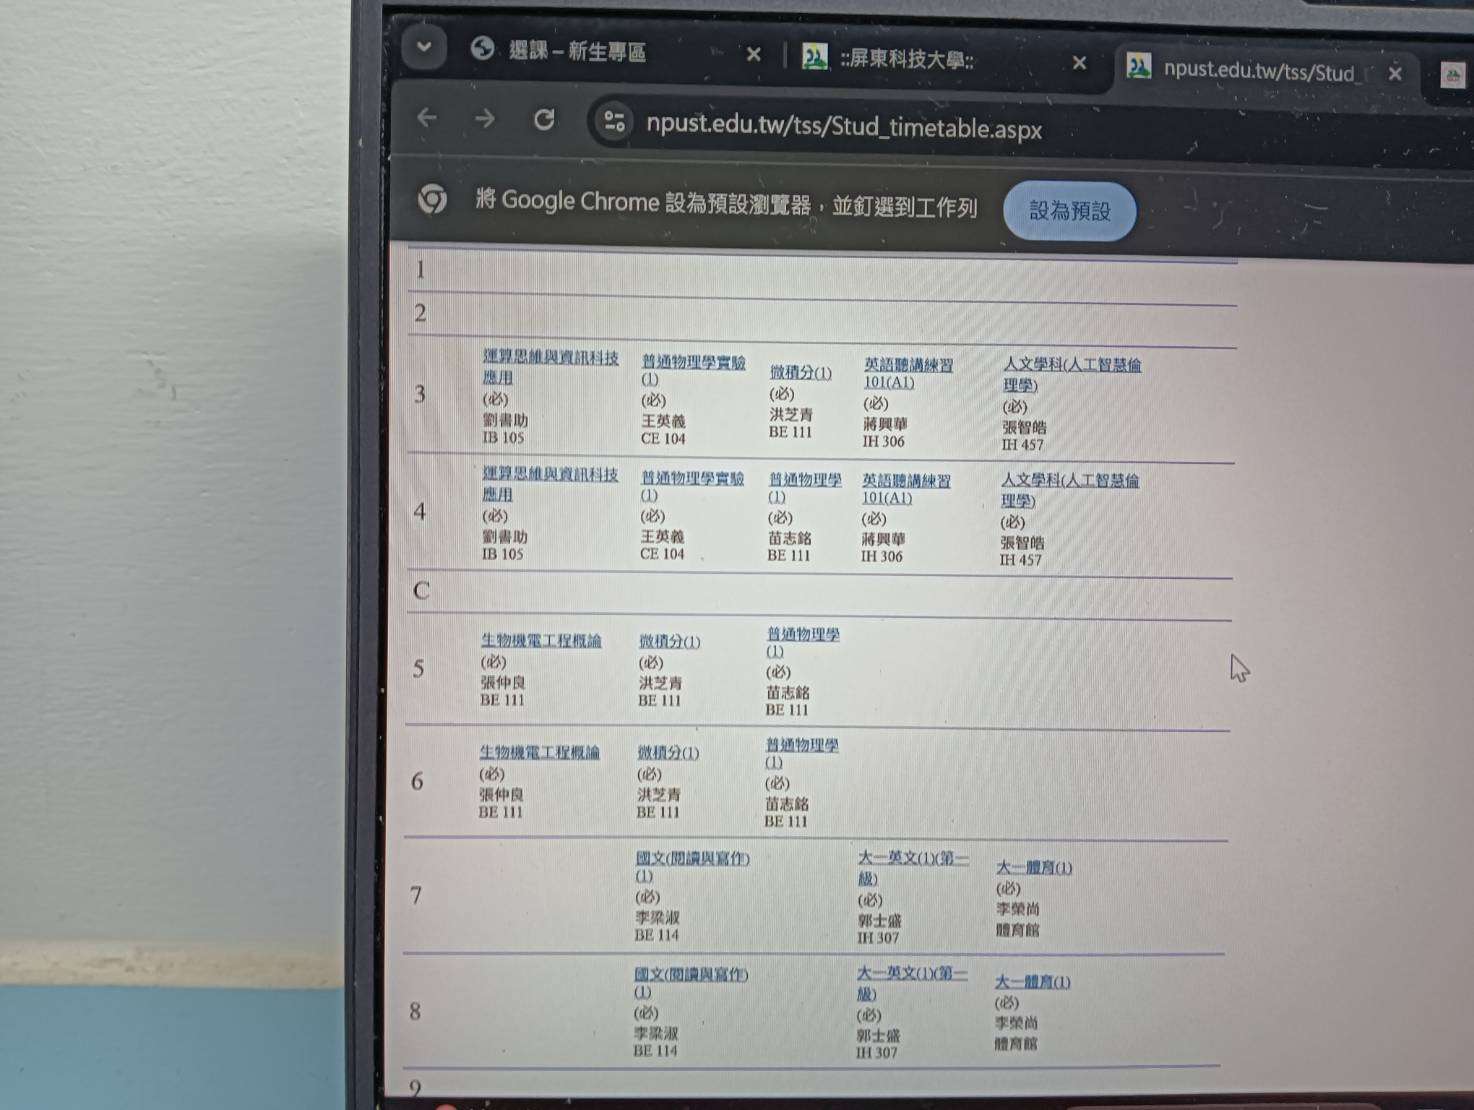 選課 – 新生專區
::屏東科技大學::
npust.edu.tw/tss/Stud_
npust.edu.tw/tss/Stud_timetable.aspx
將 Google Chrome 設為預設瀏覽器，並釘選到工作列
設為預設
1
2
3
運算思維與資訊科技
應用
(必)
劉書助
IB 105
普通物理學實驗
(1)
(必)
王英義
CE 104
微積分(1)
(必)
洪芝青
BE 111
英語聽講練習
101(A1)
(必)
蔣興華
IH 306
人文學科(人工智慧倫
理學)
(必)
張智皓
IH 457
4
運算思維與資訊科技
應用
(必)
劉書助
IB 105
普通物理學實驗
(1)
(必)
王英義
CE 104
普通物理學
(1)
(必)
苗志銘
BE 111
英語聽講練習
101(A1)
(必)
蔣興華
IH 306
人文學科(人工智慧倫
理學)
(必)
張智皓
IH 457
C
5
生物機電工程概論
(必)
張仲良
BE 111
微積分(1)
(必)
洪芝青
BE 111
普通物理學
(1)
(必)
苗志銘
BE 111
6
生物機電工程概論
(必)
張仲良
BE 111
微積分(1)
(必)
洪芝青
BE 111
普通物理學
(1)
(必)
苗志銘
BE 111
7
國文(閱讀與寫作)
(1)
(必)
李梁淑
BE 114
大一英文(1)(第一
級)
(必)
郭士盛
IH 307
大一體育(1)
(必)
李榮尚
體育館
8
國文(閱讀與寫作)
(1)
(必)
李梁淑
BE 114
大一英文(1)(第一
級)
(必)
郭士盛
IH 307
大一體育(1)
(必)
李榮尚
體育館
9